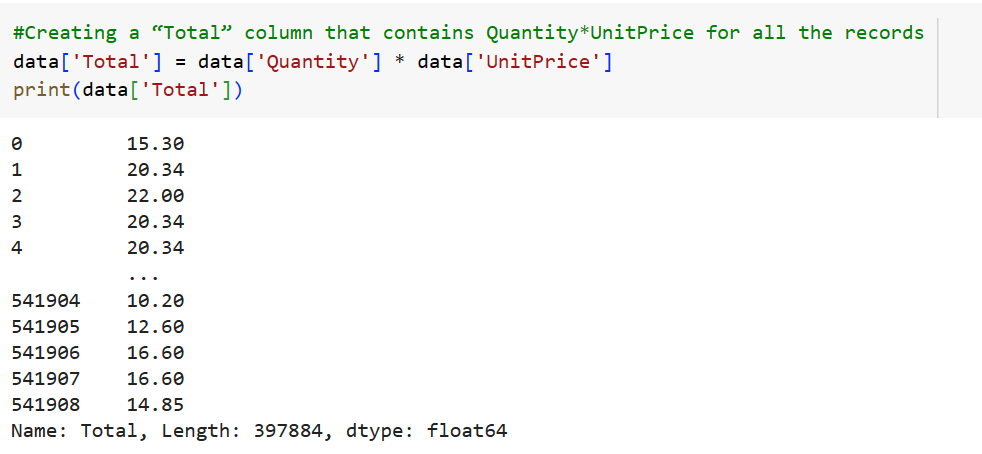 #Creating a “Total” column that contains Quantity*UnitPrice for all the records
data['Total'] = data['Quantity'] * data['UnitPrice']
print(data['Total'])
0         15.30
1         20.34
2         22.00
3         20.34
4         20.34
          ...
541904    10.20
541905    12.60
541906    16.60
541907    16.60
541908    14.85
Name: Total, Length: 397884, dtype: float64